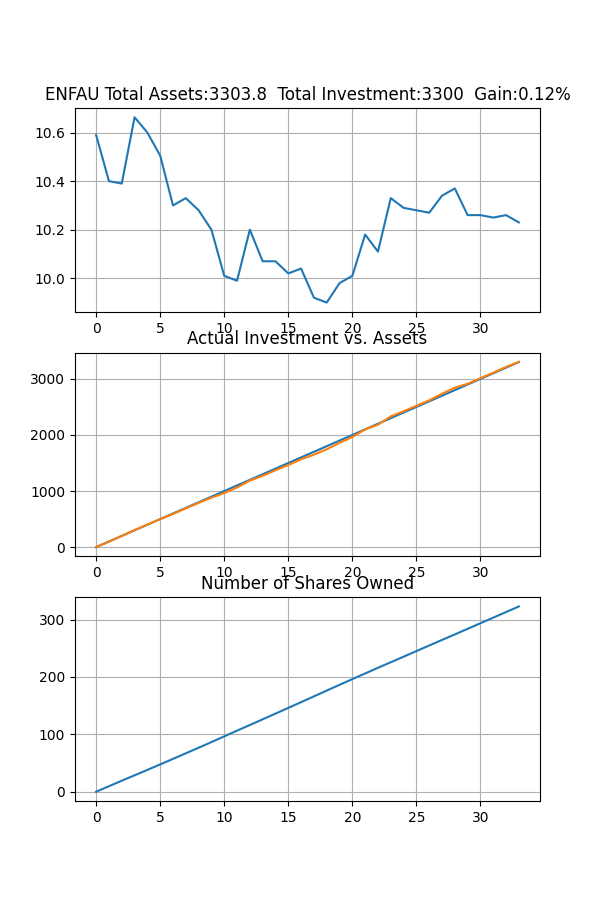 ENFAU Total Assets:3303.8  Total Investment:3300  Gain:0.12%
10.6
10.4
10.2
10.0
0 5 10 15 20 25 30
Actual Investment vs. Assets
3000
2000
1000
0
0 5 10 15 20 25 30
Number of Shares Owned
300
200
100
0
0 5 10 15 20 25 30